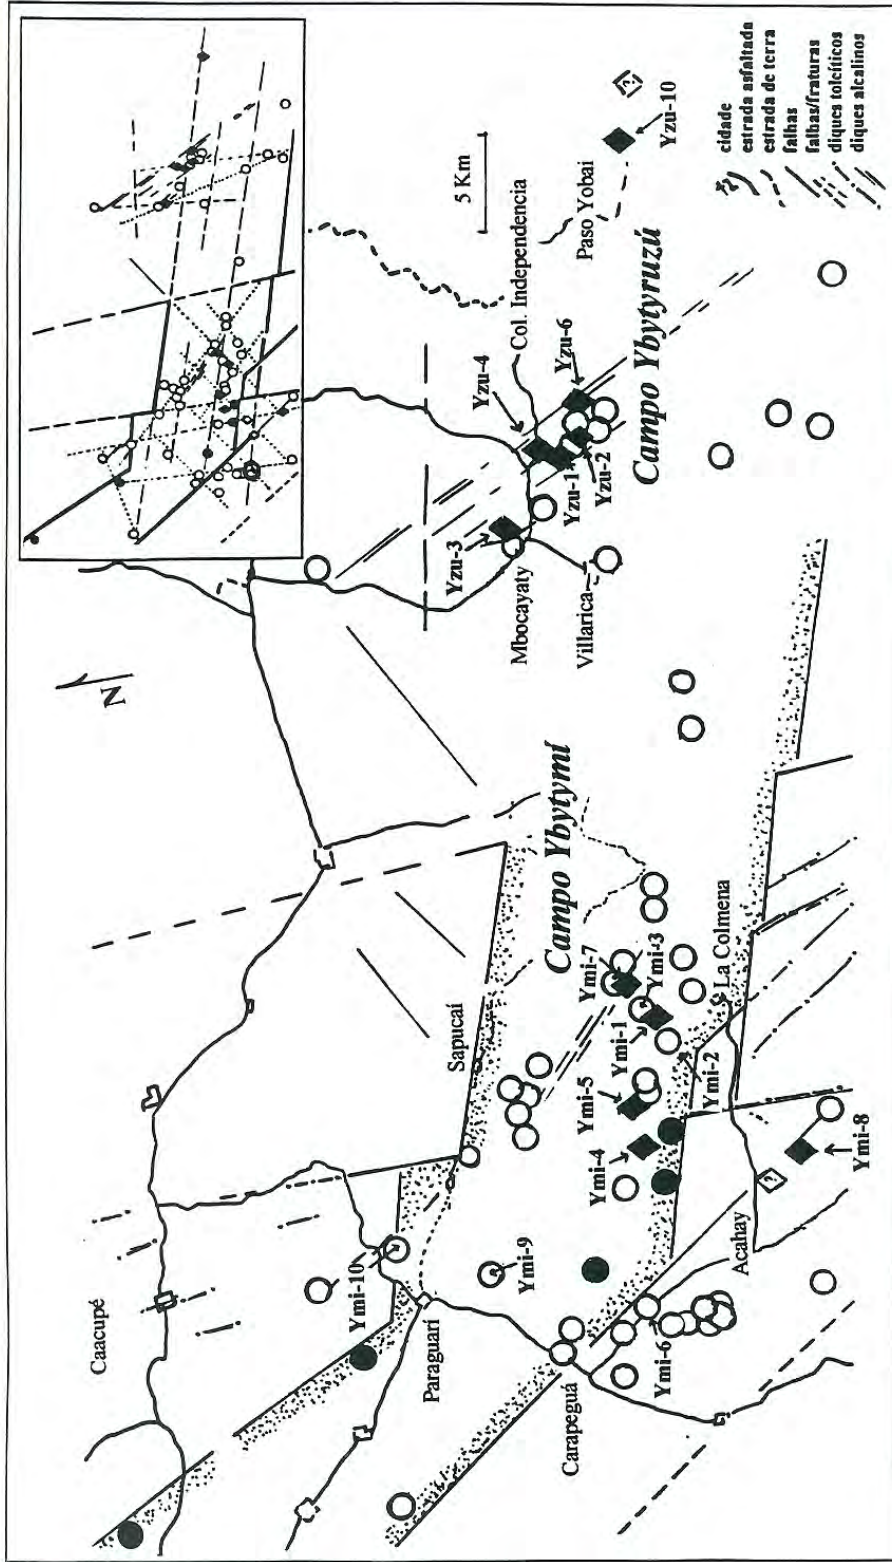 N
5 Km
Caacupé
Ymi-10
Paraguarí
Sapucaí
Ymi-9
Carapeguá
Ymi-6
Acahay
Ymi-8
Ymi-4
Ymi-5
Ymi-1
Ymi-2
Ymi-7
Ymi-3
La Colmena
Campo Ybytymí
Mbocayaty
Villarica
Yzu-3
Yzu-4
Yzu-1
Yzu-2
Yzu-6
Col. Independencia
Campo Ybytyruzú
Paso Yobai
Yzu-10
?
?
cidade
estrada asfaltada
estrada de terra
falhas
falhas/fraturas
diques toleíticos
diques alcalinos